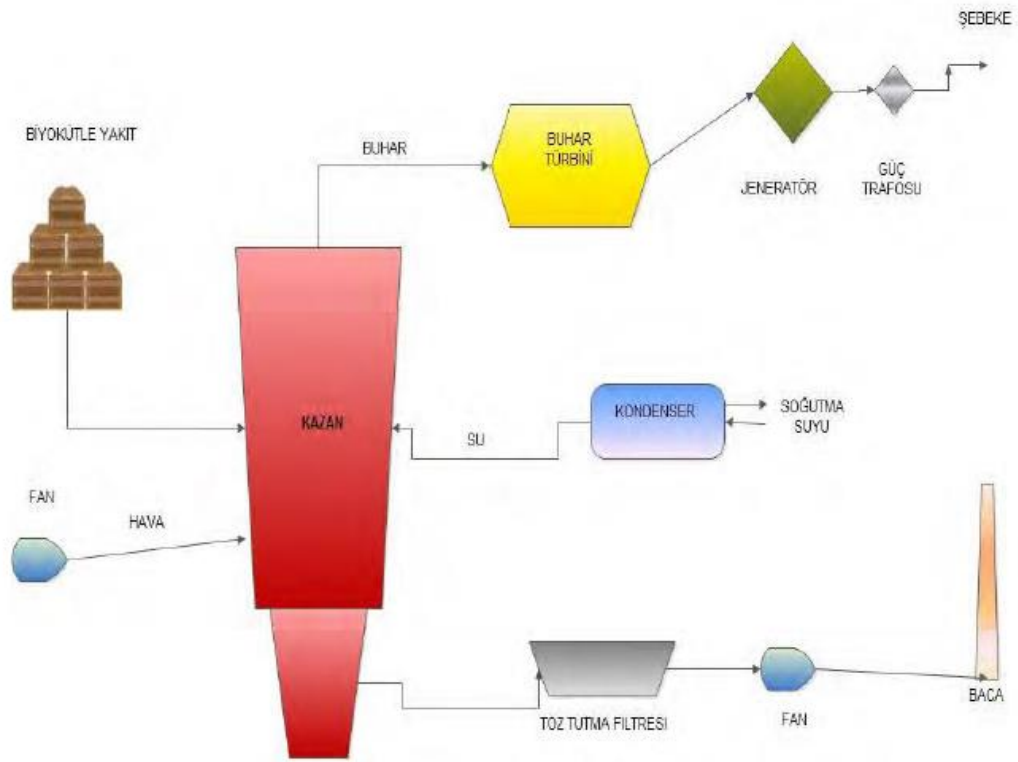 ŞEBEKE
BİYOKÜTLE YAKIT
BUHAR
BUHAR
TÜRBİNİ
JENERATÖR
GÜÇ
TRAFOSU
KAZAN
SU
KONDENSER
SOĞUTMA
SUYU
FAN
HAVA
TOZ TUTMA FİLTRESİ
FAN
BACA